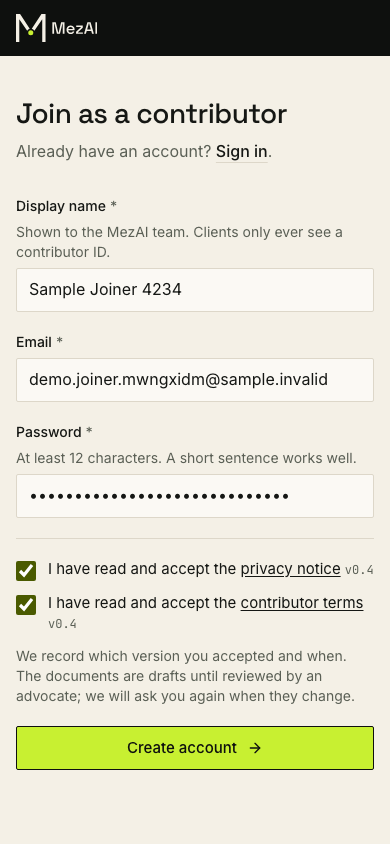 MezAI
Join as a contributor
Already have an account? Sign in.
Display name *
Shown to the MezAI team. Clients only ever see a
contributor ID.
Sample Joiner 4234
Email *
demo.joiner.mwngxidm@sample.invalid
Password *
At least 12 characters. A short sentence works well.
•••••••••••••••••••••••••••••
I have read and accept the privacy notice v0.4
I have read and accept the contributor terms
v0.4
We record which version you accepted and when.
The documents are drafts until reviewed by an
advocate; we will ask you again when they change.
Create account →